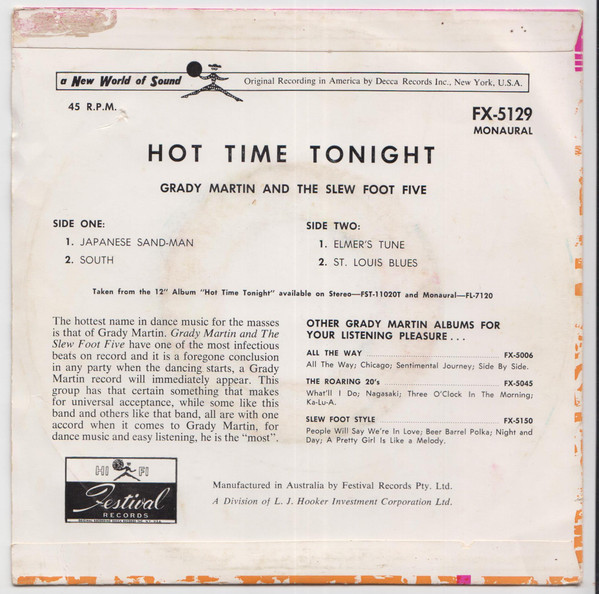 a New World of Sound
Original Recording in America by Decca Records Inc., New York, U.S.A.
45 R.P.M.
FX-5129
MONAURAL
HOT TIME TONIGHT
GRADY MARTIN AND THE SLEW FOOT FIVE
SIDE ONE:
1. JAPANESE SAND-MAN
2. SOUTH
SIDE TWO:
1. ELMER'S TUNE
2. ST. LOUIS BLUES
Taken from the 12" Album "Hot Time Tonight" available on Stereo—FST-11020T and Monaural—FL-7120
The hottest name in dance music for the masses
is that of Grady Martin. Grady Martin and The
Slew Foot Five have one of the most infectious
beats on record and it is a foregone conclusion
in any party when the dancing starts, a Grady
Martin record will immediately appear. This
group has that certain something that makes
for universal acceptance, while some like this
band and others like that band, all are with one
accord when it comes to Grady Martin, for
dance music and easy listening, he is the "most".
OTHER GRADY MARTIN ALBUMS FOR
YOUR LISTENING PLEASURE . . .
ALL THE WAY FX-5006
All The Way; Chicago; Sentimental Journey; Side By Side.
THE ROARING 20's FX-5045
What'll I Do; Nagasaki; Three O'Clock In The Morning;
Ka-Lu-A.
SLEW FOOT STYLE FX-5150
People Will Say We're In Love; Beer Barrel Polka; Night and
Day; A Pretty Girl Is Like a Melody.
HI FI
Festival
RECORDS
Manufactured in Australia by Festival Records Pty. Ltd.
A Division of L. J. Hooker Investment Corporation Ltd.